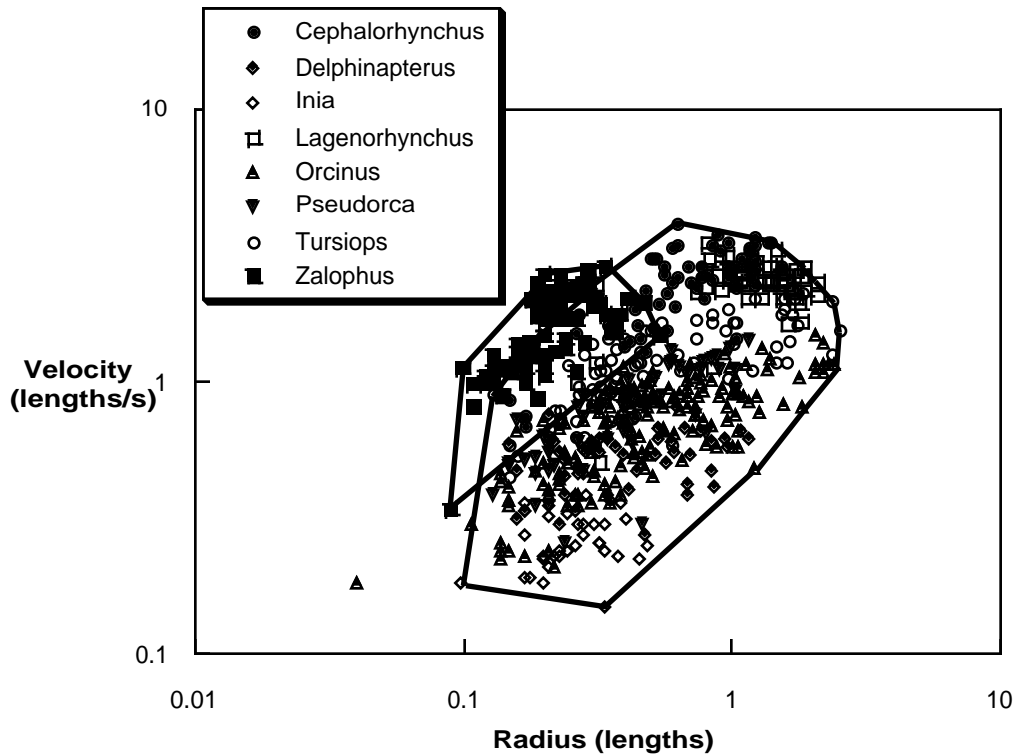 Cephalorhynchus
Delphinapterus
Inia
Lagenorhynchus
Orcinus
Pseudorca
Tursiops
Zalophus
10
Velocity
(lengths/s)
1
0.1
0.01
0.1
1
10
Radius (lengths)